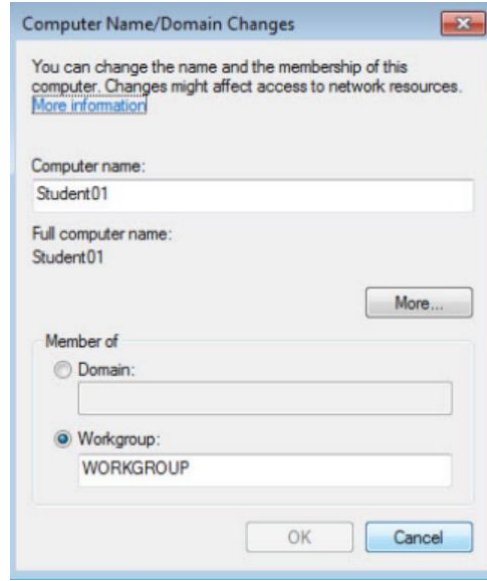 Computer Name/Domain Changes
You can change the name and the membership of this
computer. Changes might affect access to network resources.
More information
Computer name:
Student01
Full computer name:
Student01
More...
Member of
Domain:
Workgroup:
WORKGROUP
OK
Cancel